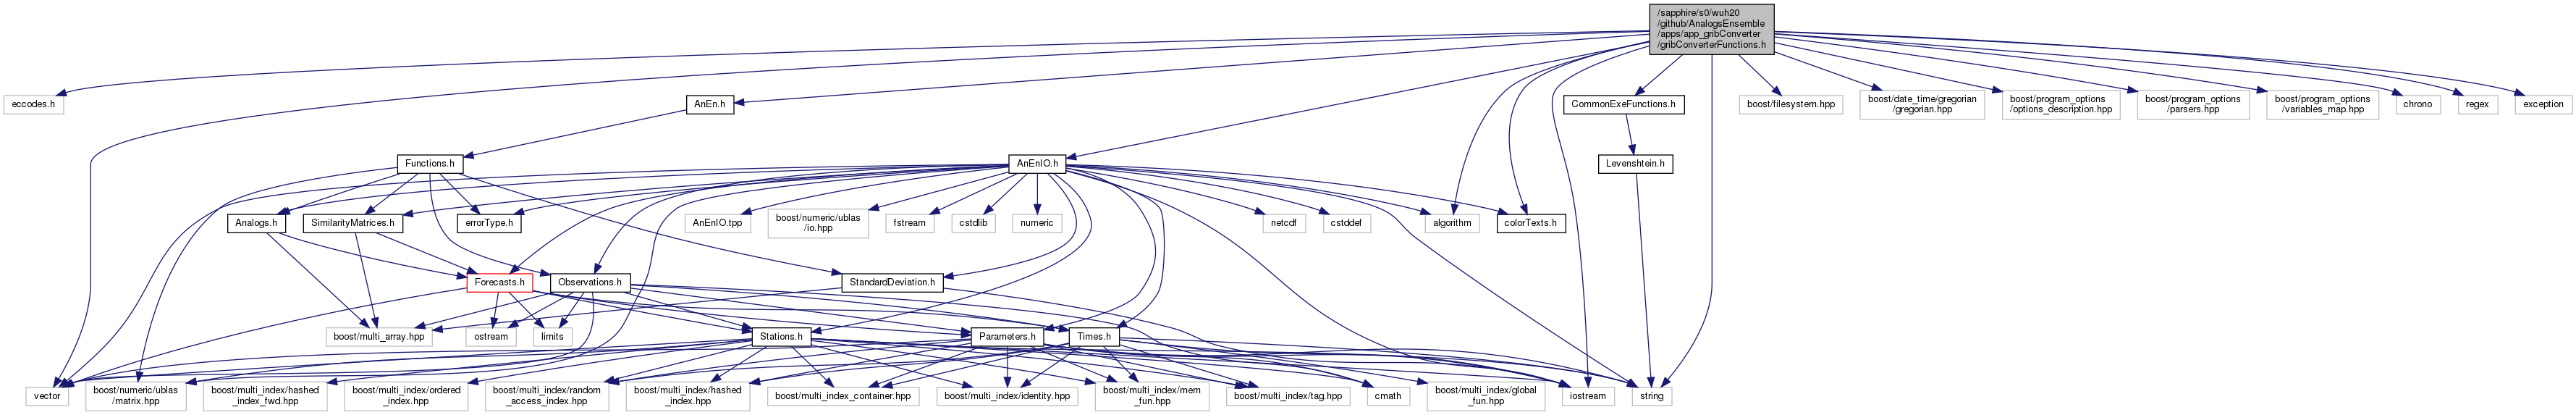 /sapphire/s0/wuh20
/github/AnalogsEnsemble
/apps/app_gribConverter
/gribConverterFunctions.h
eccodes.h
AnEn.h
CommonExeFunctions.h
boost/filesystem.hpp
boost/date_time/gregorian
/gregorian.hpp
boost/program_options
/options_description.hpp
boost/program_options
/parsers.hpp
boost/program_options
/variables_map.hpp
chrono
regex
exception
Functions.h
AnEnIO.h
Levenshtein.h
Analogs.h
SimilarityMatrices.h
errorType.h
AnEnIO.tpp
boost/numeric/ublas
/io.hpp
fstream
cstdlib
numeric
netcdf
cstddef
algorithm
colorTexts.h
Forecasts.h
Observations.h
StandardDeviation.h
boost/multi_array.hpp
ostream
limits
Stations.h
Parameters.h
Times.h
vector
boost/numeric/ublas
/matrix.hpp
boost/multi_index/hashed
_index_fwd.hpp
boost/multi_index/ordered
_index.hpp
boost/multi_index/random
_access_index.hpp
boost/multi_index/hashed
_index.hpp
boost/multi_index_container.hpp
boost/multi_index/identity.hpp
boost/multi_index/mem
_fun.hpp
boost/multi_index/tag.hpp
cmath
boost/multi_index/global
_fun.hpp
iostream
string